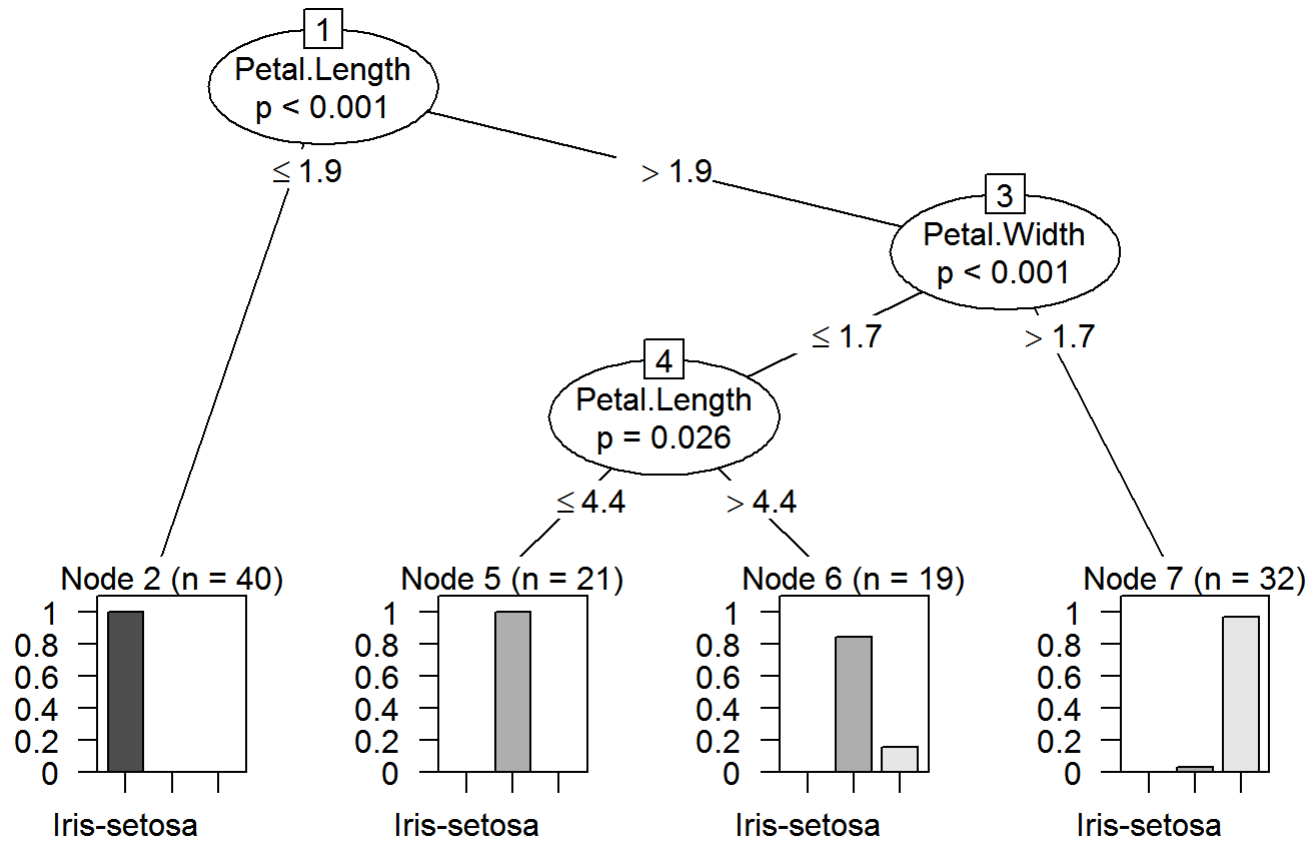 1
Petal.Length
p < 0.001
≤ 1.9
> 1.9
3
Petal.Width
p < 0.001
≤ 1.7
> 1.7
4
Petal.Length
p = 0.026
≤ 4.4
> 4.4
Node 2 (n = 40)
1
0.8
0.6
0.4
0.2
0
Iris-setosa
Node 5 (n = 21)
1
0.8
0.6
0.4
0.2
0
Iris-setosa
Node 6 (n = 19)
1
0.8
0.6
0.4
0.2
0
Iris-setosa
Node 7 (n = 32)
1
0.8
0.6
0.4
0.2
0
Iris-setosa